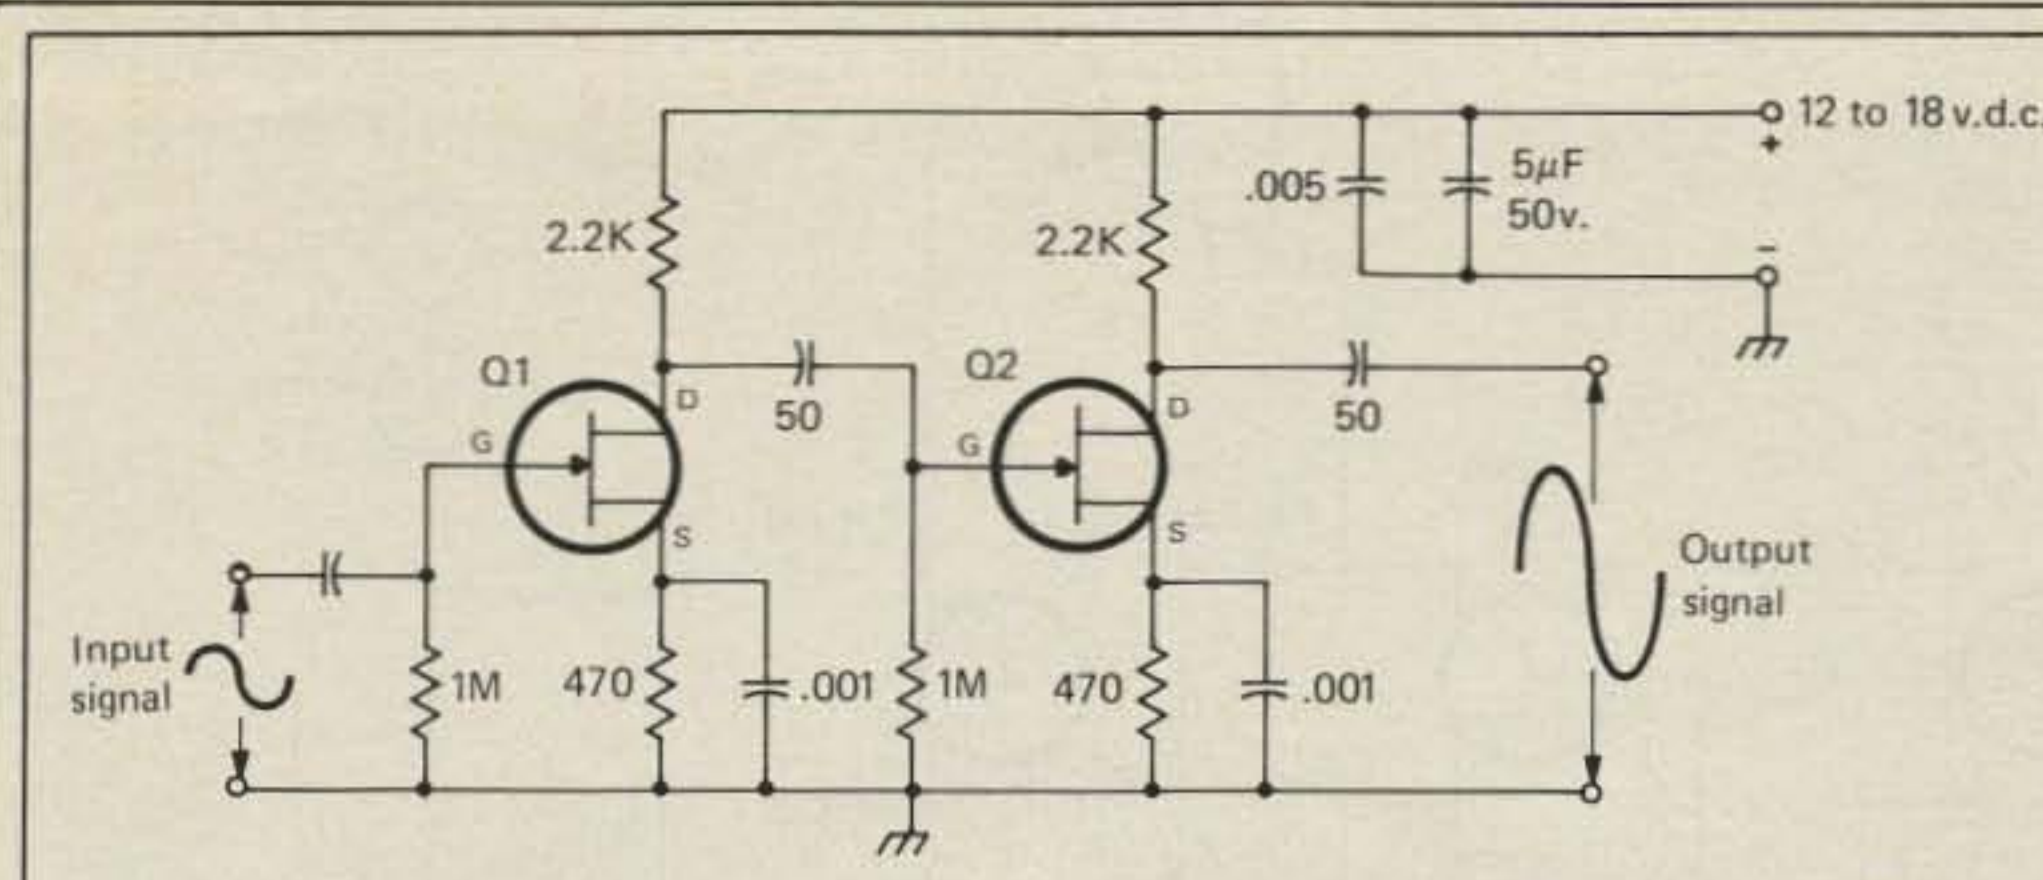 12 to 18 v.d.c.
+
.005
5μF
50v.
2.2K
2.2K
−
Q1
D
50
Q2
D
50
G
G
S
S
Input
signal
1M
470
.001
1M
470
.001
Output
signal